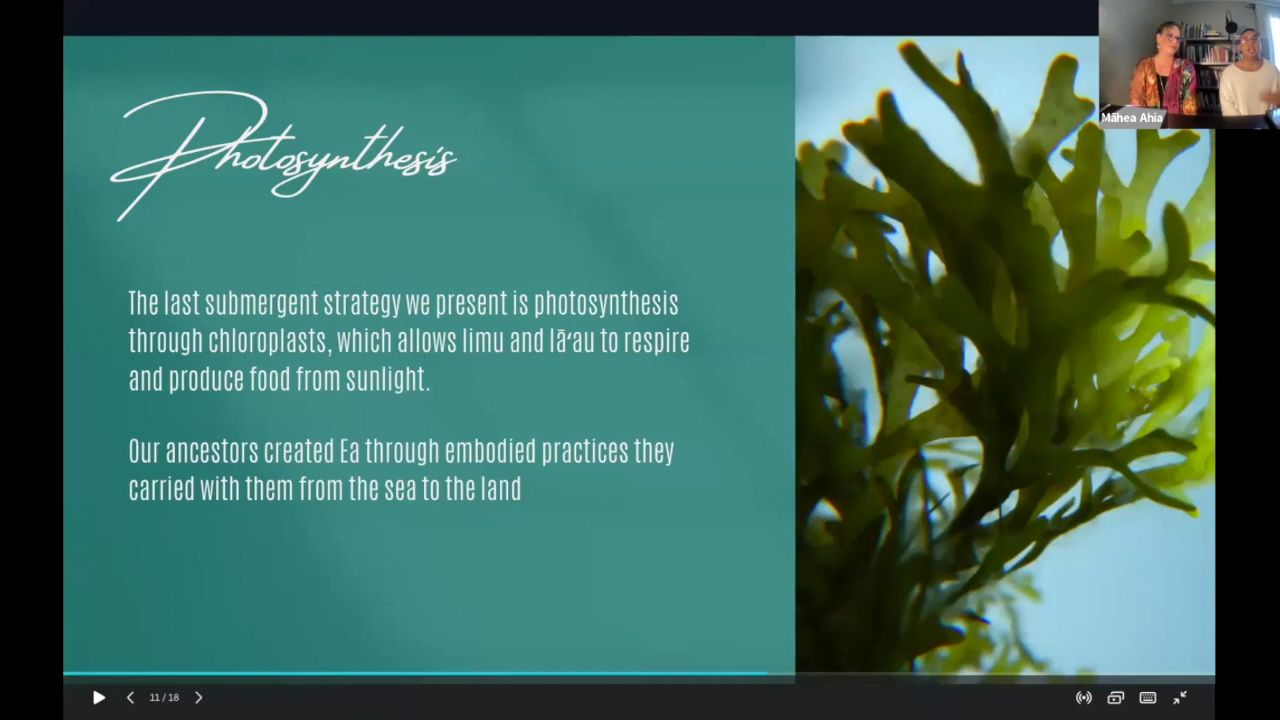 Māhea Ahia
Photosynthesis
The last submergent strategy we present is photosynthesis
through chloroplasts, which allows limu and lāʻau to respire
and produce food from sunlight.
Our ancestors created Ea through embodied practices they
carried with them from the sea to the land
11 / 18